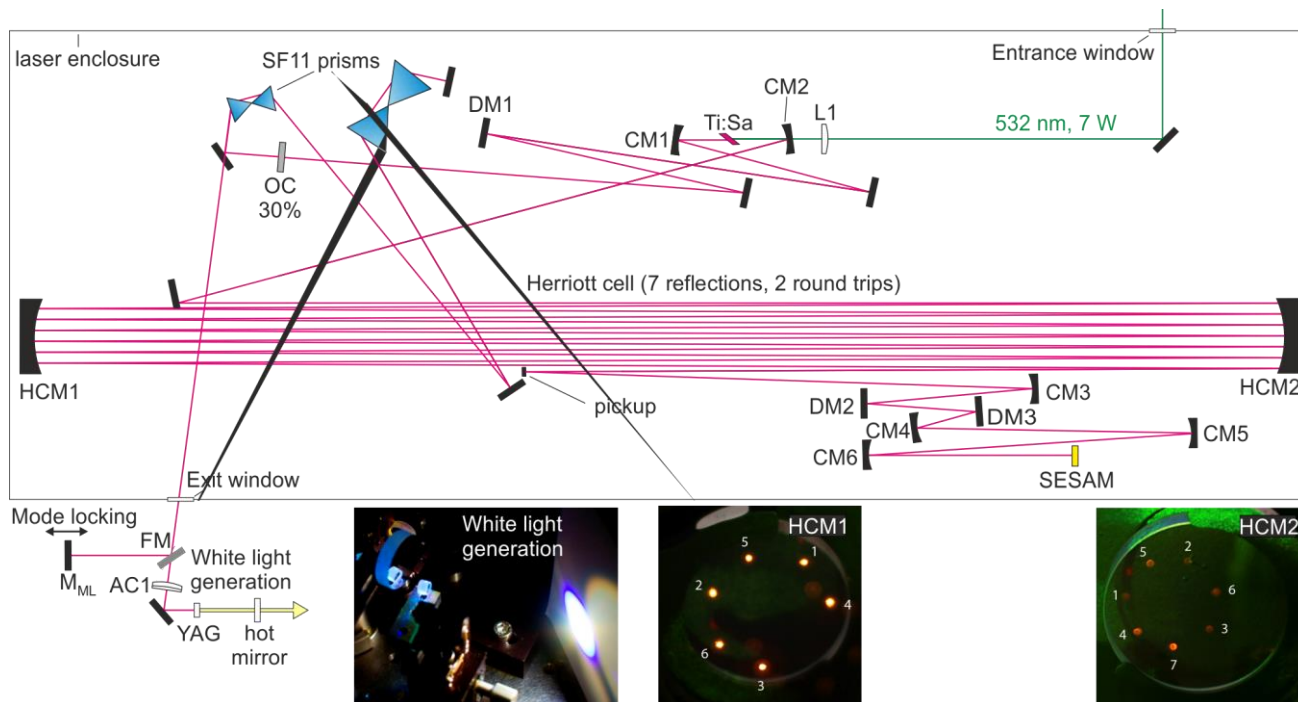 laser enclosure
SF11 prisms
Entrance window
DM1
CM2
L1
CM1
Ti:Sa
532 nm, 7 W
OC
30%
Herriott cell (7 reflections, 2 round trips)
HCM1
HCM2
pickup
CM3
DM2
DM3
CM4
CM5
CM6
SESAM
Exit window
Mode locking
FM
White light
generation
M_ML
AC1
YAG
hot
mirror
White light
generation
HCM1
5
1
2
4
6
3
HCM2
5
2
1
6
4
3
7